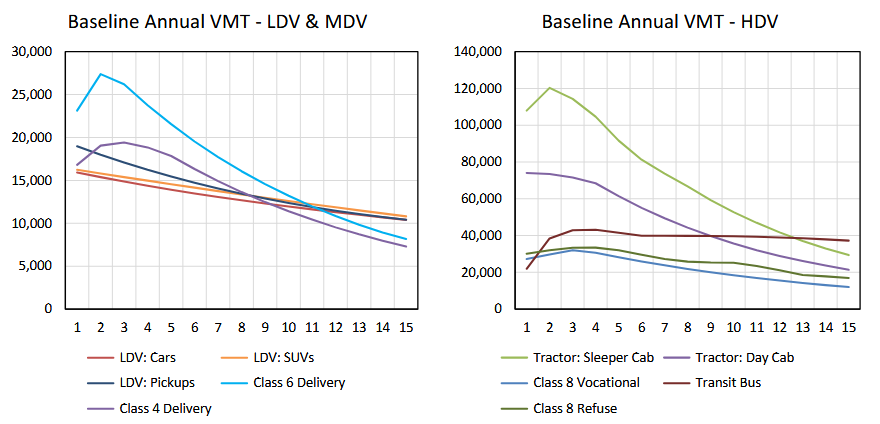 Baseline Annual VMT - LDV & MDV
30,000
25,000
20,000
15,000
10,000
5,000
0
1 2 3 4 5 6 7 8 9 10 11 12 13 14 15
LDV: Cars
LDV: SUVs
LDV: Pickups
Class 6 Delivery
Class 4 Delivery
Baseline Annual VMT - HDV
140,000
120,000
100,000
80,000
60,000
40,000
20,000
0
1 2 3 4 5 6 7 8 9 10 11 12 13 14 15
Tractor: Sleeper Cab
Tractor: Day Cab
Class 8 Vocational
Transit Bus
Class 8 Refuse